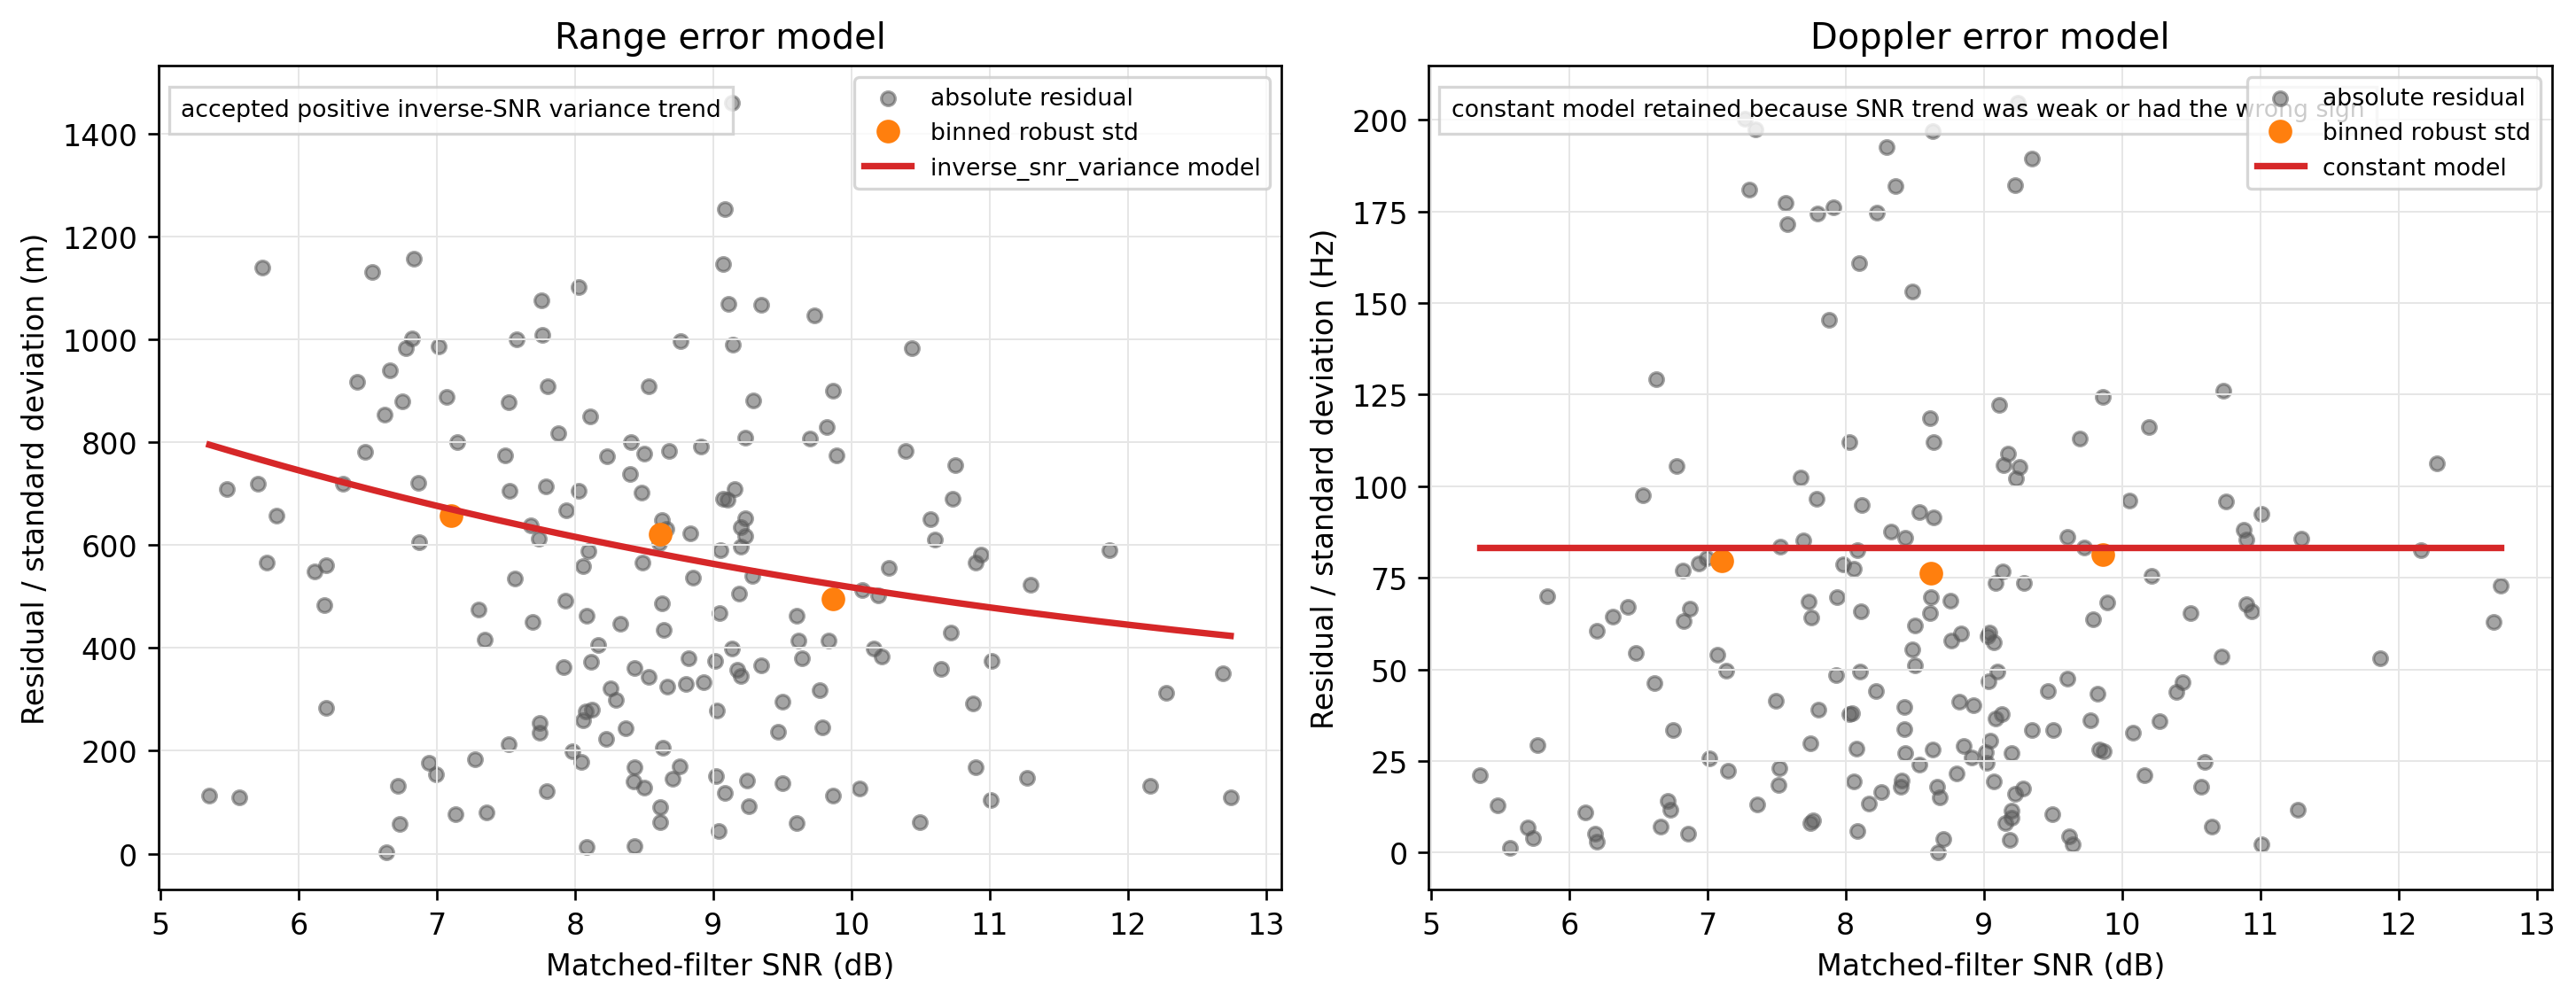 Range error model
accepted positive inverse-SNR variance trend
absolute residual
binned robust std
inverse_snr_variance model
1400
1200
1000
800
600
400
200
0
Residual / standard deviation (m)
5 6 7 8 9 10 11 12 13
Matched-filter SNR (dB)
Doppler error model
constant model retained because SNR trend was weak or had the wrong sign
absolute residual
binned robust std
constant model
200
175
150
125
100
75
50
25
0
Residual / standard deviation (Hz)
5 6 7 8 9 10 11 12 13
Matched-filter SNR (dB)